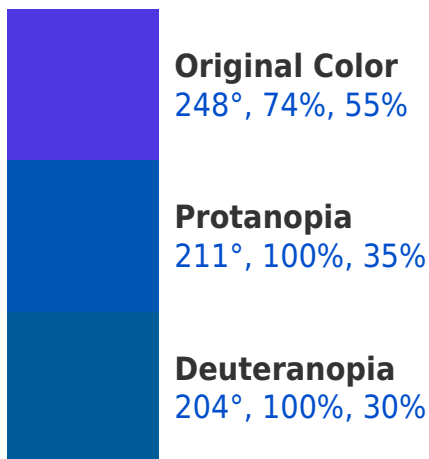 Original Color
248°, 74%, 55%
Protanopia
211°, 100%, 35%
Deuteranopia
204°, 100%, 30%